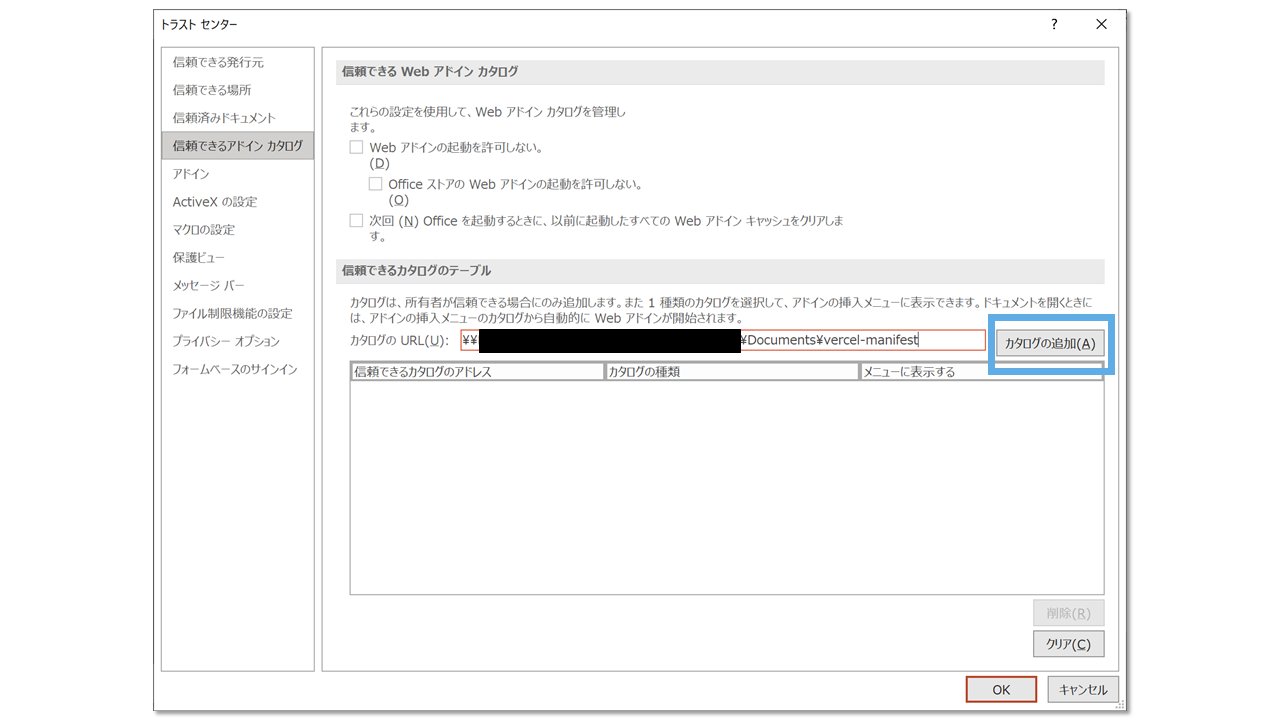 トラスト センター
?
信頼できる発行元
信頼できる場所
信頼済みドキュメント
信頼できるアドイン カタログ
アドイン
ActiveX の設定
マクロの設定
保護ビュー
メッセージ バー
ファイル制限機能の設定
プライバシー オプション
フォームベースのサインイン
信頼できる Web アドイン カタログ
これらの設定を使用して、Web アドイン カタログを管理し
ます。
Web アドインの起動を許可しない。
(D)
Office ストアの Web アドインの起動を許可しない。
(O)
次回 (N) Office を起動するときに、以前に起動したすべての Web アドイン キャッシュをクリアしま
す。
信頼できるカタログのテーブル
カタログは、所有者が信頼できる場合にのみ追加します。また 1 種類のカタログを選択して、アドインの挿入メニューに表示できます。ドキュメントを開くときに
は、アドインの挿入メニューのカタログから自動的に Web アドインが開始されます。
カタログの URL(U): ¥¥ ¥Documents¥vercel-manifest カタログの追加(A)
信頼できるカタログのアドレス カタログの種類 メニューに表示する
削除(R)
クリア(C)
OK キャンセル